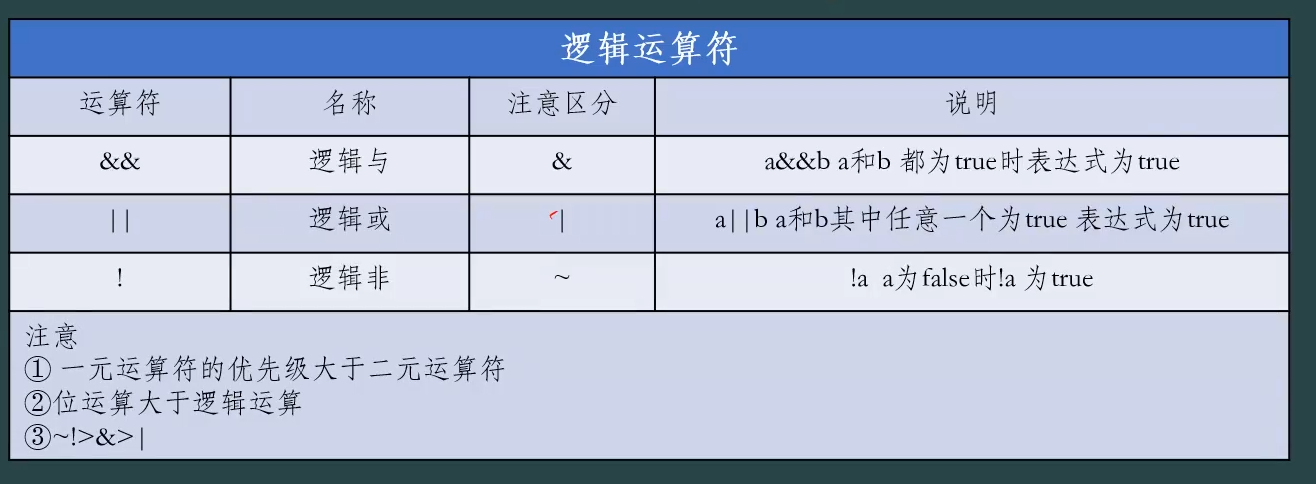 逻辑运算符
运算符 名称 注意区分 说明
&& 逻辑与 & a&&b a和b 都为true时表达式为true
|| 逻辑或 | a||b a和b其中任意一个为true 表达式为true
! 逻辑非 ~ !a a为false时!a 为true
注意
① 一元运算符的优先级大于二元运算符
②位运算大于逻辑运算
③~!>&>|